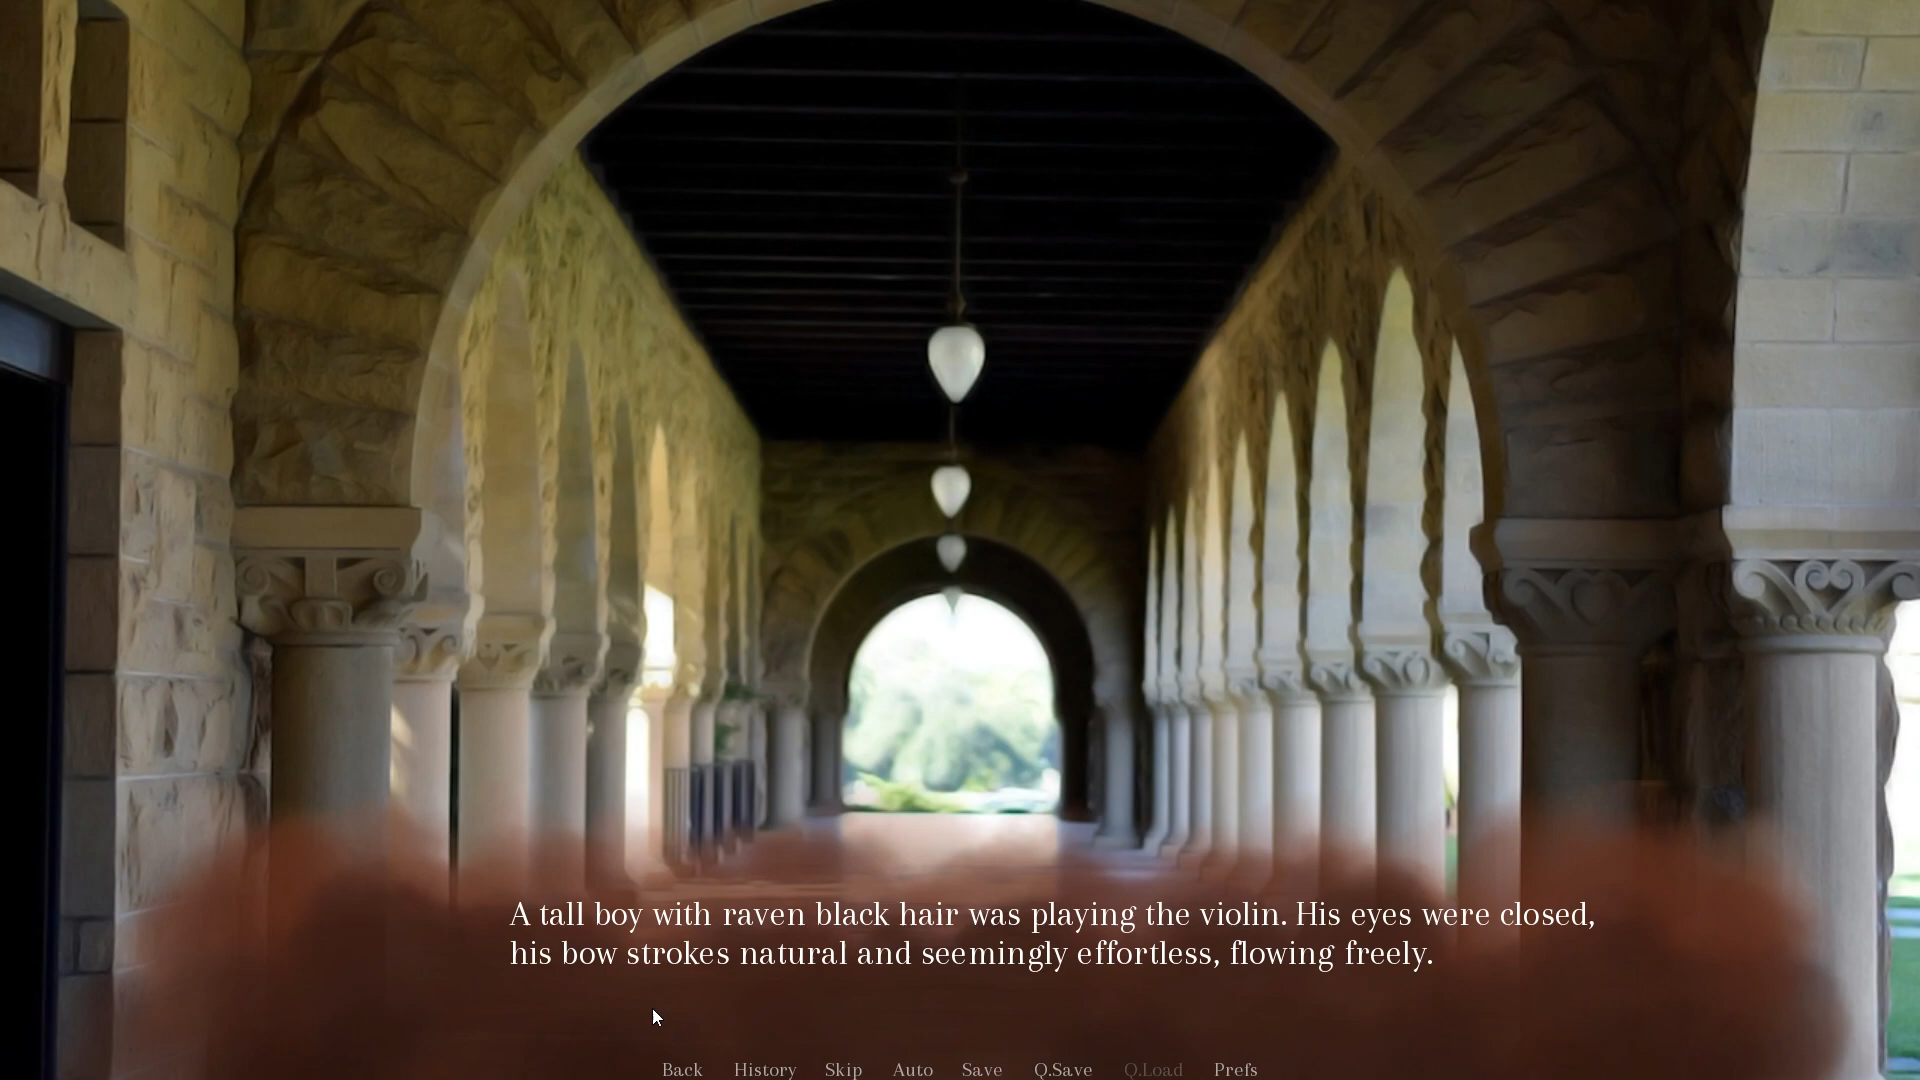 A tall boy with raven black hair was playing the violin. His eyes were closed,
his bow strokes natural and seemingly effortless, flowing freely.
Back History Skip Auto Save Q.Save Q.Load Prefs